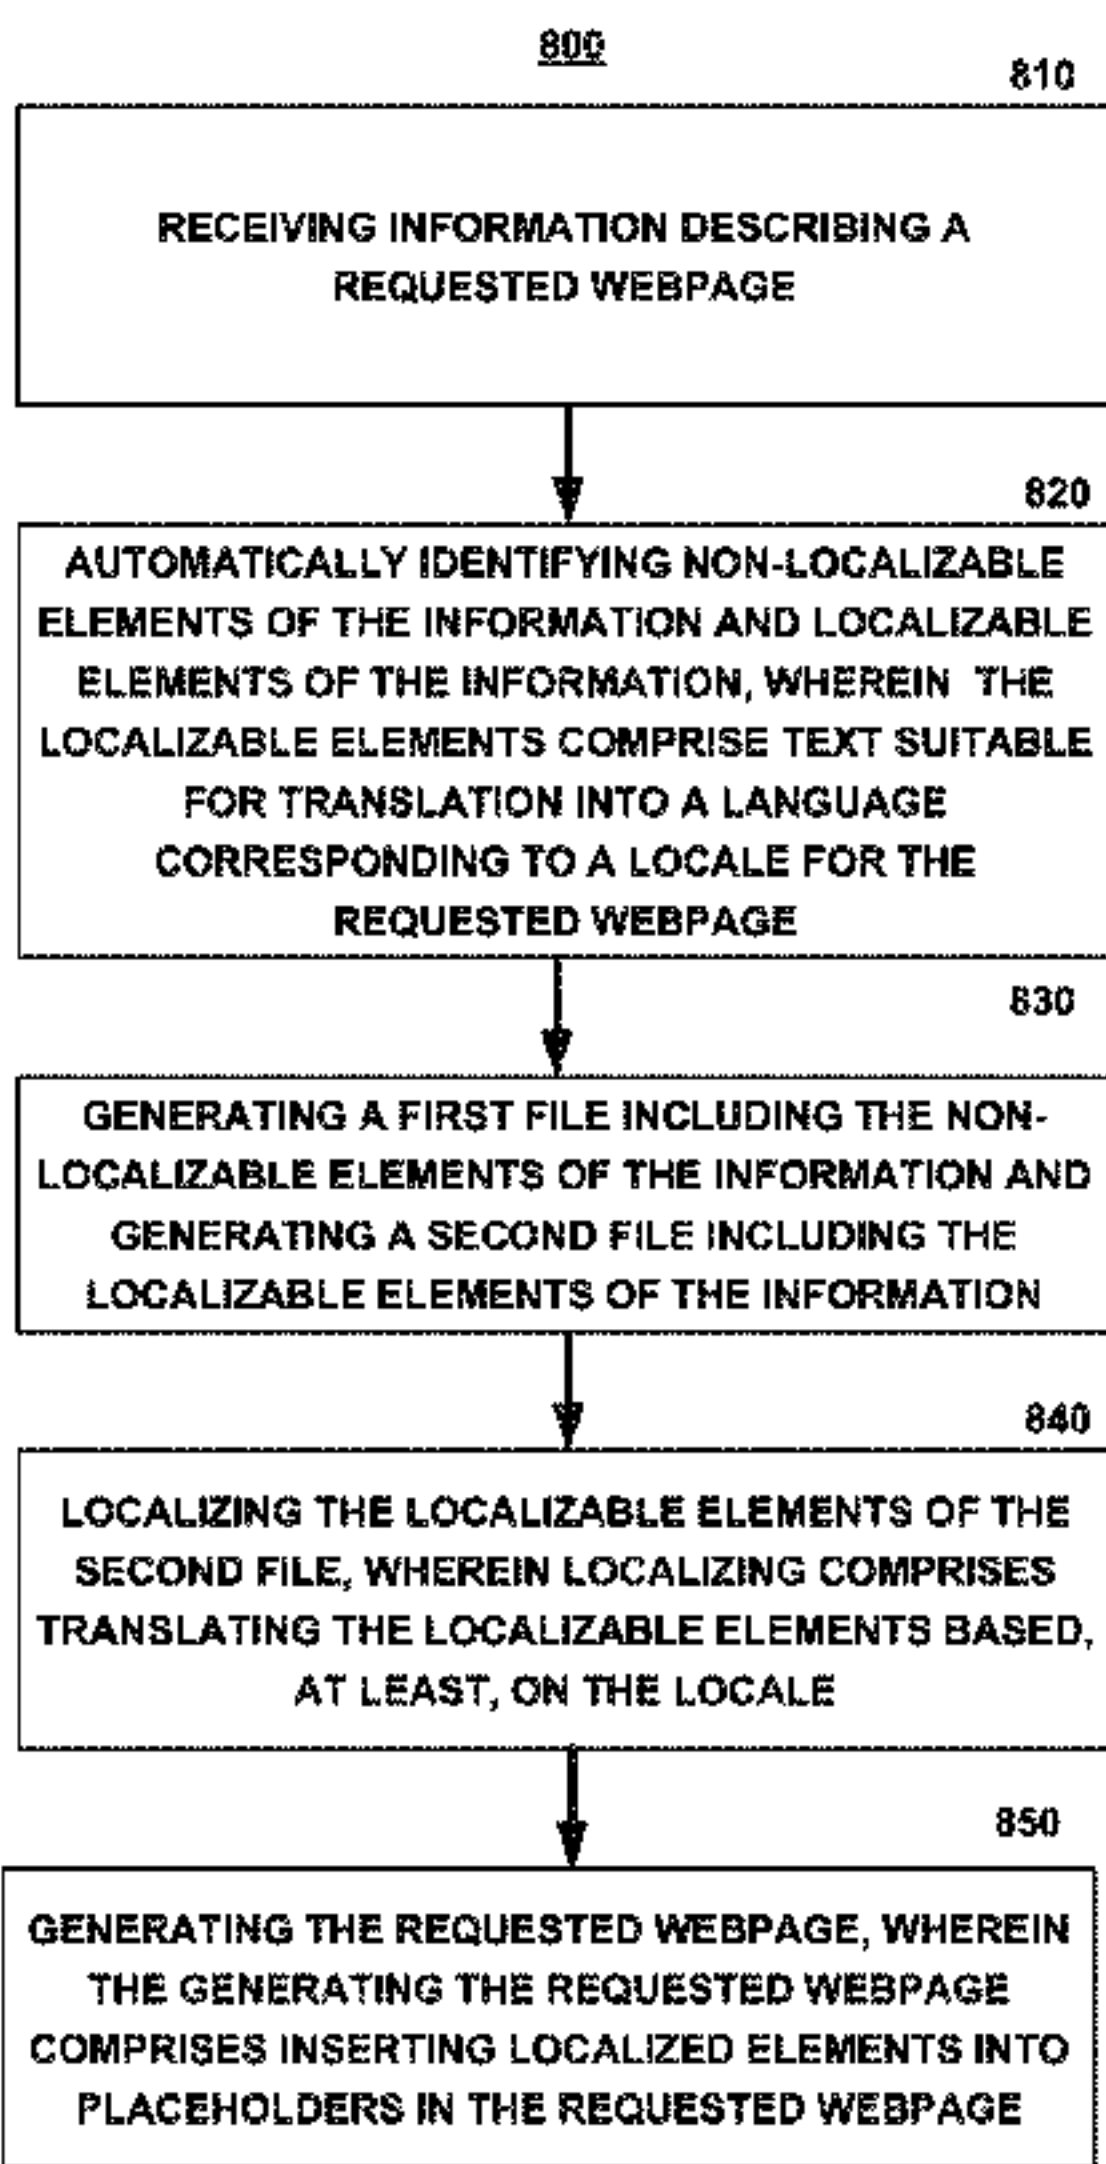 800
810
RECEIVING INFORMATION DESCRIBING A
REQUESTED WEBPAGE
820
AUTOMATICALLY IDENTIFYING NON-LOCALIZABLE
ELEMENTS OF THE INFORMATION AND LOCALIZABLE
ELEMENTS OF THE INFORMATION, WHEREIN THE
LOCALIZABLE ELEMENTS COMPRISE TEXT SUITABLE
FOR TRANSLATION INTO A LANGUAGE
CORRESPONDING TO A LOCALE FOR THE
REQUESTED WEBPAGE
830
GENERATING A FIRST FILE INCLUDING THE NON-
LOCALIZABLE ELEMENTS OF THE INFORMATION AND
GENERATING A SECOND FILE INCLUDING THE
LOCALIZABLE ELEMENTS OF THE INFORMATION
840
LOCALIZING THE LOCALIZABLE ELEMENTS OF THE
SECOND FILE, WHEREIN LOCALIZING COMPRISES
TRANSLATING THE LOCALIZABLE ELEMENTS BASED,
AT LEAST, ON THE LOCALE
850
GENERATING THE REQUESTED WEBPAGE, WHEREIN
THE GENERATING THE REQUESTED WEBPAGE
COMPRISES INSERTING LOCALIZED ELEMENTS INTO
PLACEHOLDERS IN THE REQUESTED WEBPAGE